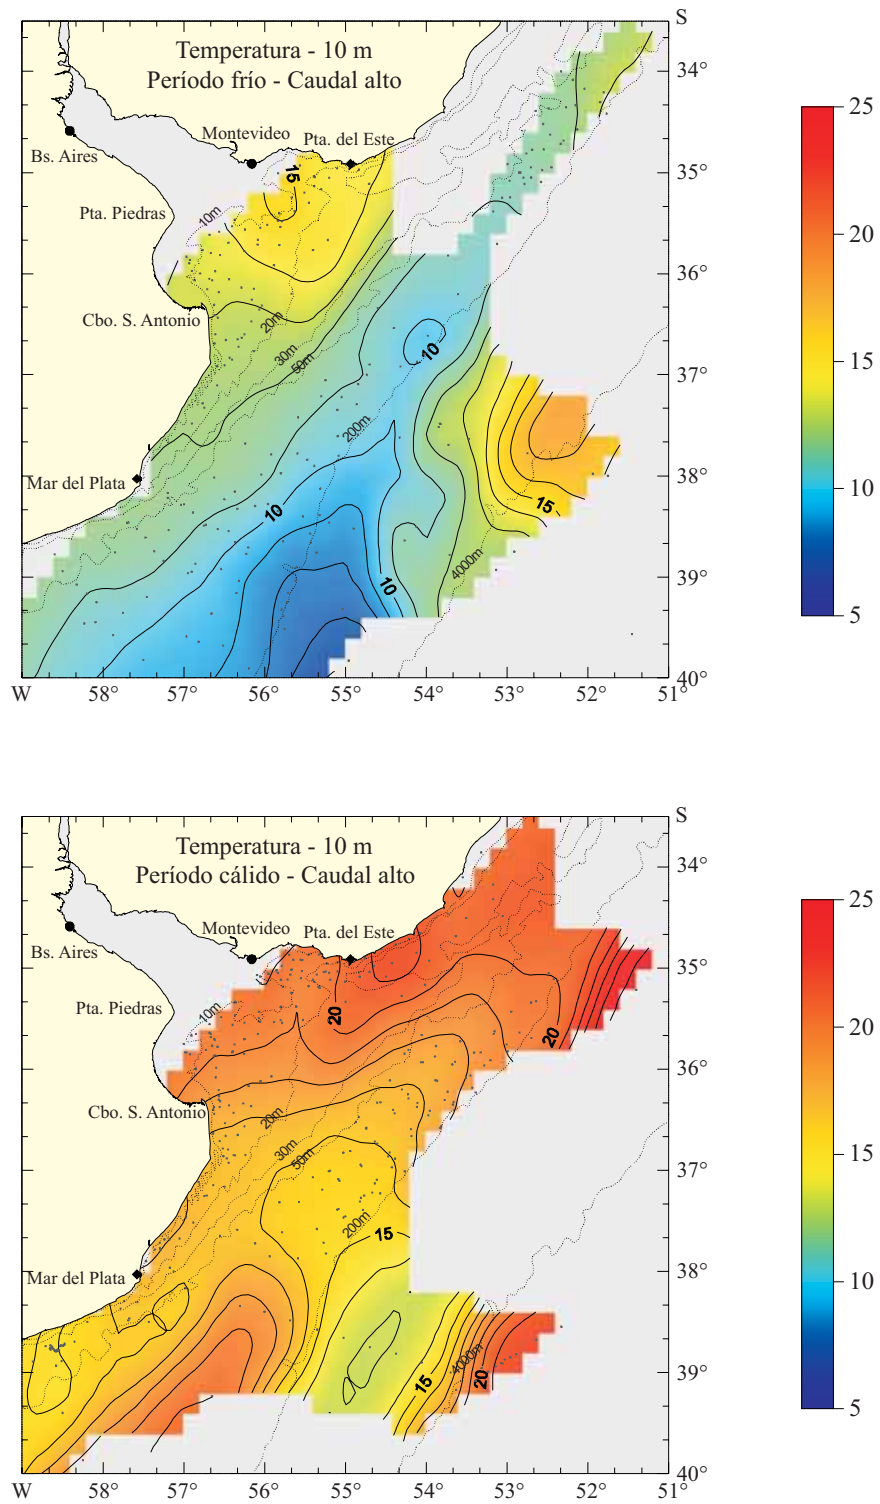 S
Temperatura - 10 m
Período frío - Caudal alto
34°
25
Montevideo
Pta. del Este
Bs. Aires
15
35°
Pta. Piedras
10m
20
36°
Cbo. S. Antonio
20m
30m
50m
10
15
37°
200m
Mar del Plata
38°
10
15
10
4000m
39°
10
5
40°
W
58°
57°
56°
55°
54°
53°
52°
51°
S
Temperatura - 10 m
Período cálido - Caudal alto
34°
25
Montevideo
Pta. del Este
Bs. Aires
35°
Pta. Piedras
10m
20
20
20
36°
Cbo. S. Antonio
20m
30m
50m
15
37°
200m
15
Mar del Plata
38°
10
4000m
15
20
39°
5
40°
W
58°
57°
56°
55°
54°
53°
52°
51°